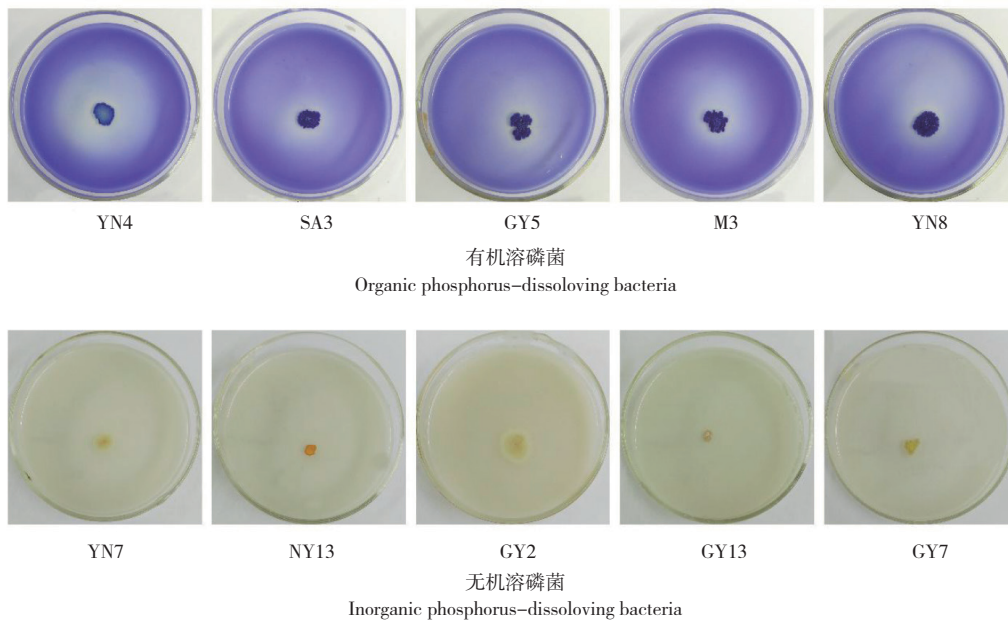 YN4 SA3 GY5 M3 YN8
有机溶磷菌
Organic phosphorus-dissoloving bacteria
YN7 NY13 GY2 GY13 GY7
无机溶磷菌
Inorganic phosphorus-dissoloving bacteria